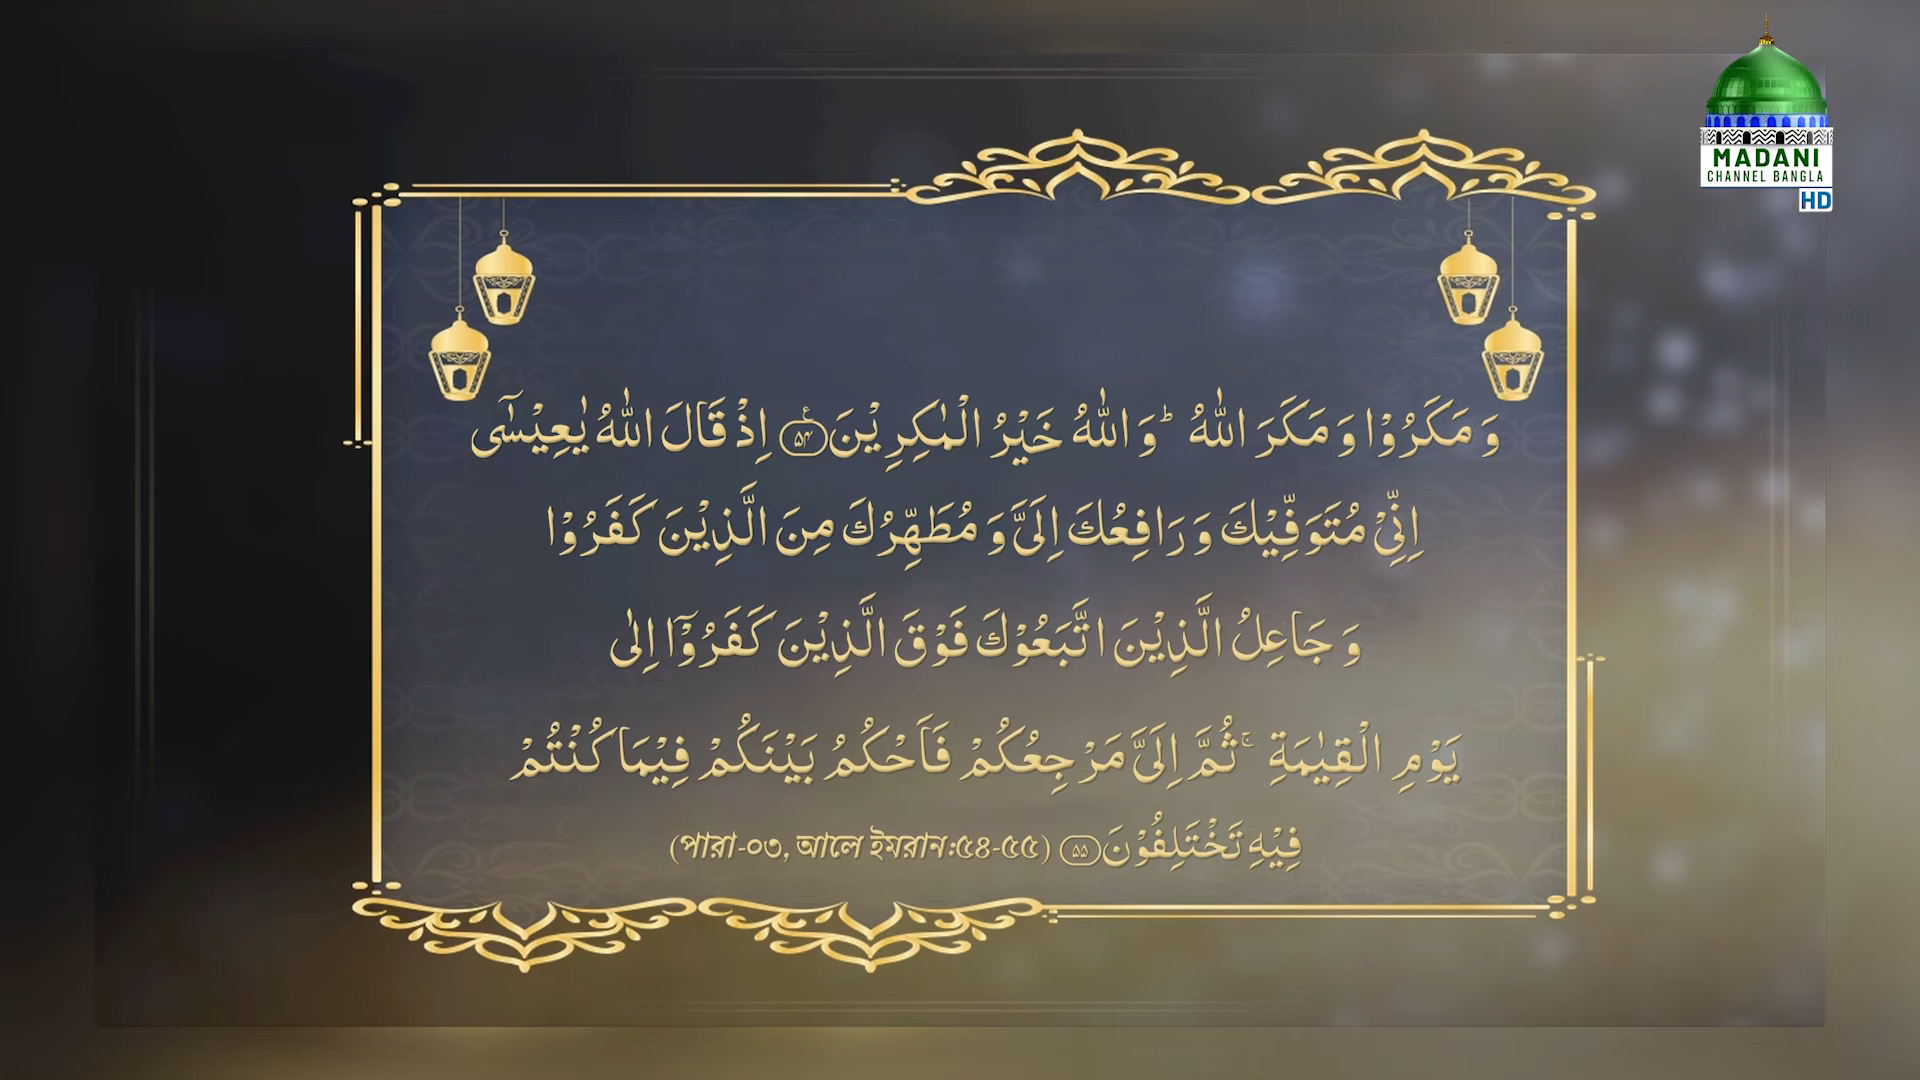 MADANI
CHANNEL BANGLA
HD
وَ مَكَرُوْا وَ مَكَرَ اللّٰهُ ؕ وَ اللّٰهُ خَیْرُ الْمٰكِرِیْنَ۠(۵۴) اِذْ قَالَ اللّٰهُ یٰعِیْسٰۤى
اِنِّیْ مُتَوَفِّیْكَ وَ رَافِعُكَ اِلَیَّ وَ مُطَهِّرُكَ مِنَ الَّذِیْنَ كَفَرُوْا
وَ جَاعِلُ الَّذِیْنَ اتَّبَعُوْكَ فَوْقَ الَّذِیْنَ كَفَرُوْۤا اِلٰى
یَوْمِ الْقِیٰمَةِ ۚ ثُمَّ اِلَیَّ مَرْجِعُكُمْ فَاَحْكُمُ بَیْنَكُمْ فِیْمَا كُنْتُمْ
فِیْهِ تَخْتَلِفُوْنَ(۵۵) (পারা-০৩, আলে ইমরান:৫৪-৫৫)